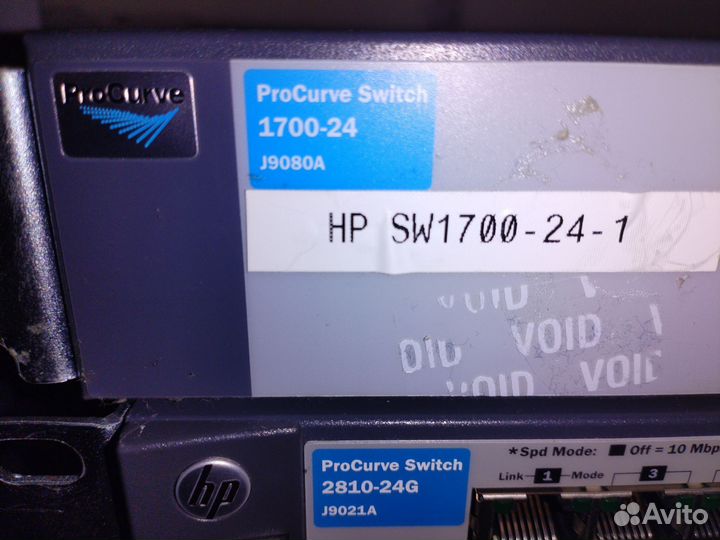 ProCurve
ProCurve Switch
1700-24
J9080A
HP SW1700-24-1
VOID
OID VOID
VOID VOID
hp
ProCurve Switch
2810-24G
J9021A
*Spd Mode: Off = 10 Mbp
Link 1 Mode 3
Avito